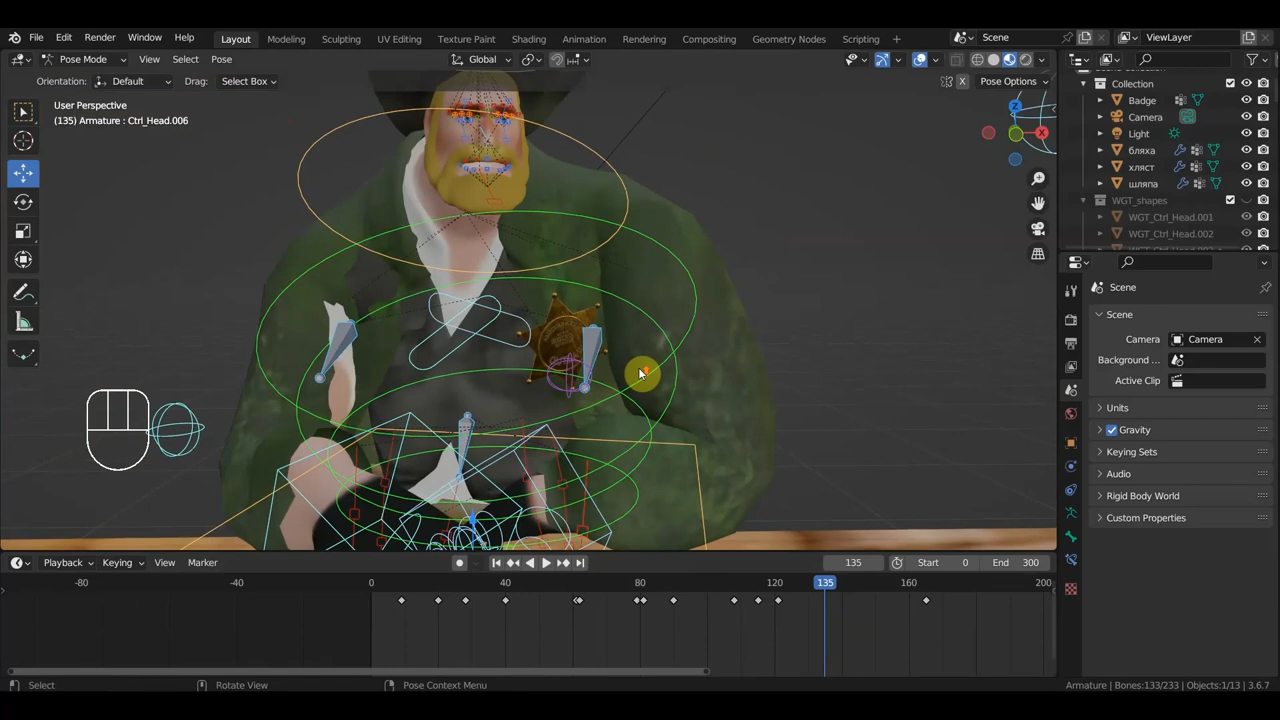 File Edit Render Window Help Layout Modeling Sculpting UV Editing Texture Paint Shading Animation Rendering Compositing Geometry Nodes Scripting + Scene ViewLayer
Pose Mode View Select Pose Global
Orientation: Default Drag: Select Box X Pose Options
User Perspective
(135) Armature : Ctrl_Head.006
Z
X
Collection
Badge
Camera
Light
бляха
хляст
шляпа
WGT_shapes
WGT_Ctrl_Head.001
WGT_Ctrl_Head.002
Scene
Scene
Camera Camera
Background ...
Active Clip
Units
Gravity
Keying Sets
Audio
Rigid Body World
Custom Properties
Playback Keying View Marker 135 Start 0 End 300
-80 -40 0 40 80 120 135 160 200
Select Rotate View Pose Context Menu Armature | Bones:133/233 | Objects:1/13 | 3.6.7